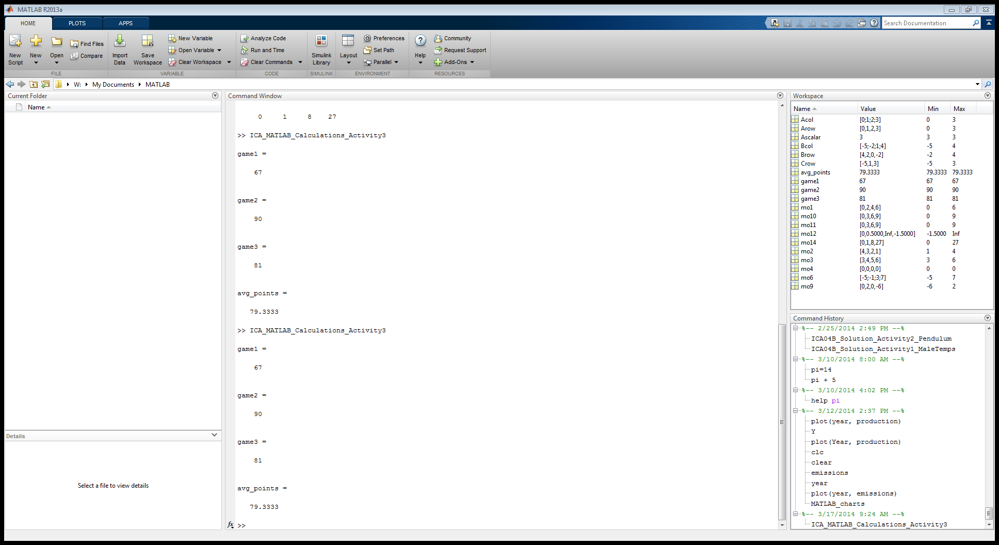 MATLAB R2013a
HOME PLOTS APPS
Search Documentation
New Script
New
Open
Find Files
Compare
FILE
Import Data
Save Workspace
New Variable
Open Variable
Clear Workspace
VARIABLE
Analyze Code
Run and Time
Clear Commands
CODE
Simulink Library
SIMULINK
Layout
Preferences
Set Path
Parallel
ENVIRONMENT
Help
Community
Request Support
Add-Ons
RESOURCES
W: My Documents MATLAB
Current Folder
Name
Details
Select a file to view details
Command Window
0 1 8 27
>> ICA_MATLAB_Calculations_Activity3
game1 =
67
game2 =
90
game3 =
81
avg_points =
79.3333
>> ICA_MATLAB_Calculations_Activity3
game1 =
67
game2 =
90
game3 =
81
avg_points =
79.3333
fx >>
Workspace
Name Value Min Max
Acol [0;1;2;3] 0 3
Arow [0,1,2,3] 0 3
Ascalar 3 3 3
Bcol [-5;-2;1;4] -5 4
Brow [4,2,0,-2] -2 4
Crow [-5,1,3] -5 3
avg_points 79.3333 79.3333 79.3333
game1 67 67 67
game2 90 90 90
game3 81 81 81
mo1 [0,2,4,6] 0 6
mo10 [0,3,6,9] 0 9
mo11 [0,3,6,9] 0 9
mo12 [0,0.5000,Inf,-1.5000] -1.5000 Inf
mo14 [0,1,8,27] 0 27
mo2 [4,3,2,1] 1 4
mo3 [3,4,5,6] 3 6
mo4 [0,0,0,0] 0 0
mo6 [-5;-1;3;7] -5 7
mo9 [0,2,0,-6] -6 2
Command History
%-- 2/25/2014 2:49 PM --%
ICA04B_Solution_Activity2_Pendulum
ICA04B_Solution_Activity1_MaleTemps
%-- 3/10/2014 8:00 AM --%
pi=14
pi + 5
%-- 3/10/2014 4:02 PM --%
help pi
%-- 3/12/2014 2:37 PM --%
plot(year, production)
Y
plot(Year, production)
clc
clear
emissions
year
plot(year, emissions)
MATLAB_charts
%-- 3/17/2014 9:24 AM --%
ICA_MATLAB_Calculations_Activity3